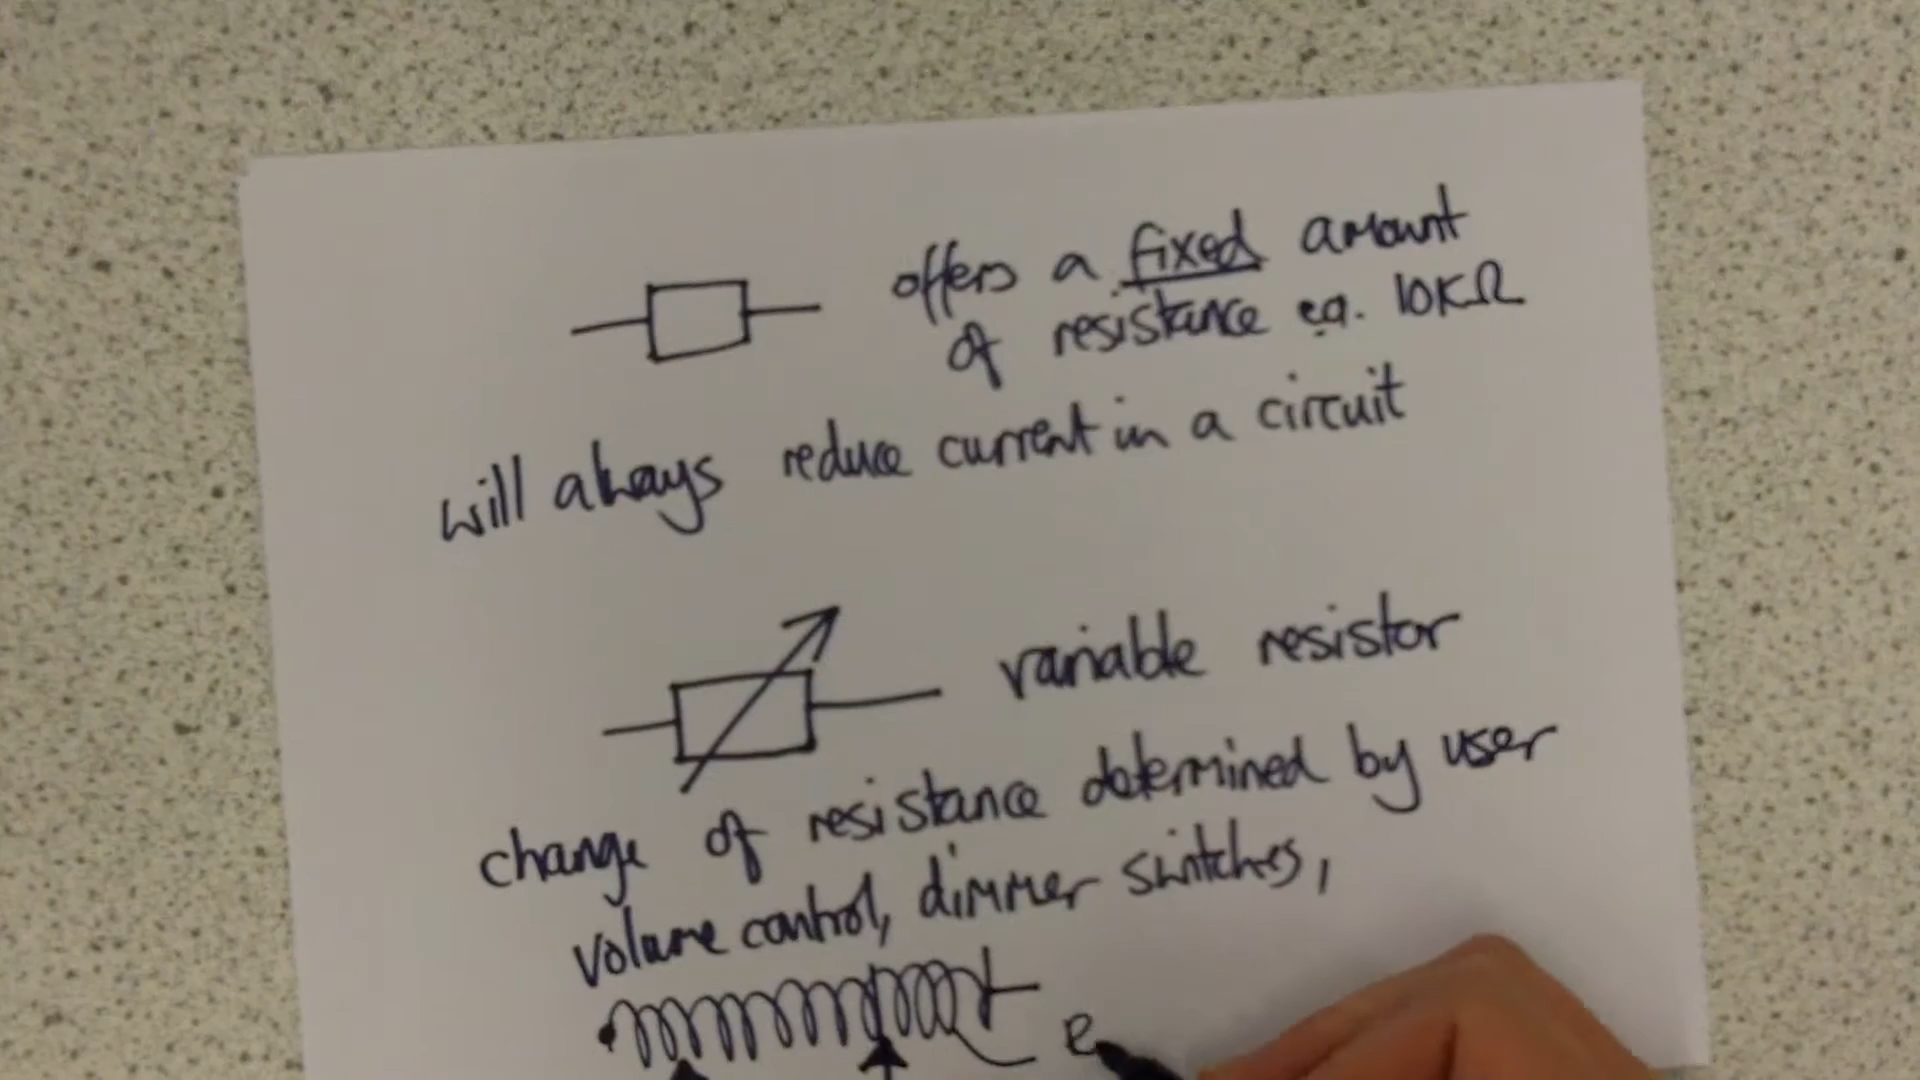 offers a fixed amount
of resistance eg. 10KΩ
will always reduce current in a circuit
variable resistor
change of resistance determined by user
volume control, dimmer switches,
e